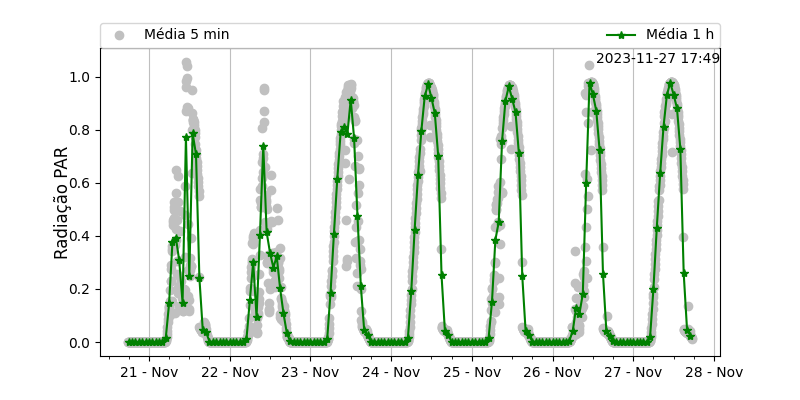 Média 5 min
Média 1 h
2023-11-27 17:49
Radiação PAR
1.0
0.8
0.6
0.4
0.2
0.0
21 - Nov
22 - Nov
23 - Nov
24 - Nov
25 - Nov
26 - Nov
27 - Nov
28 - Nov